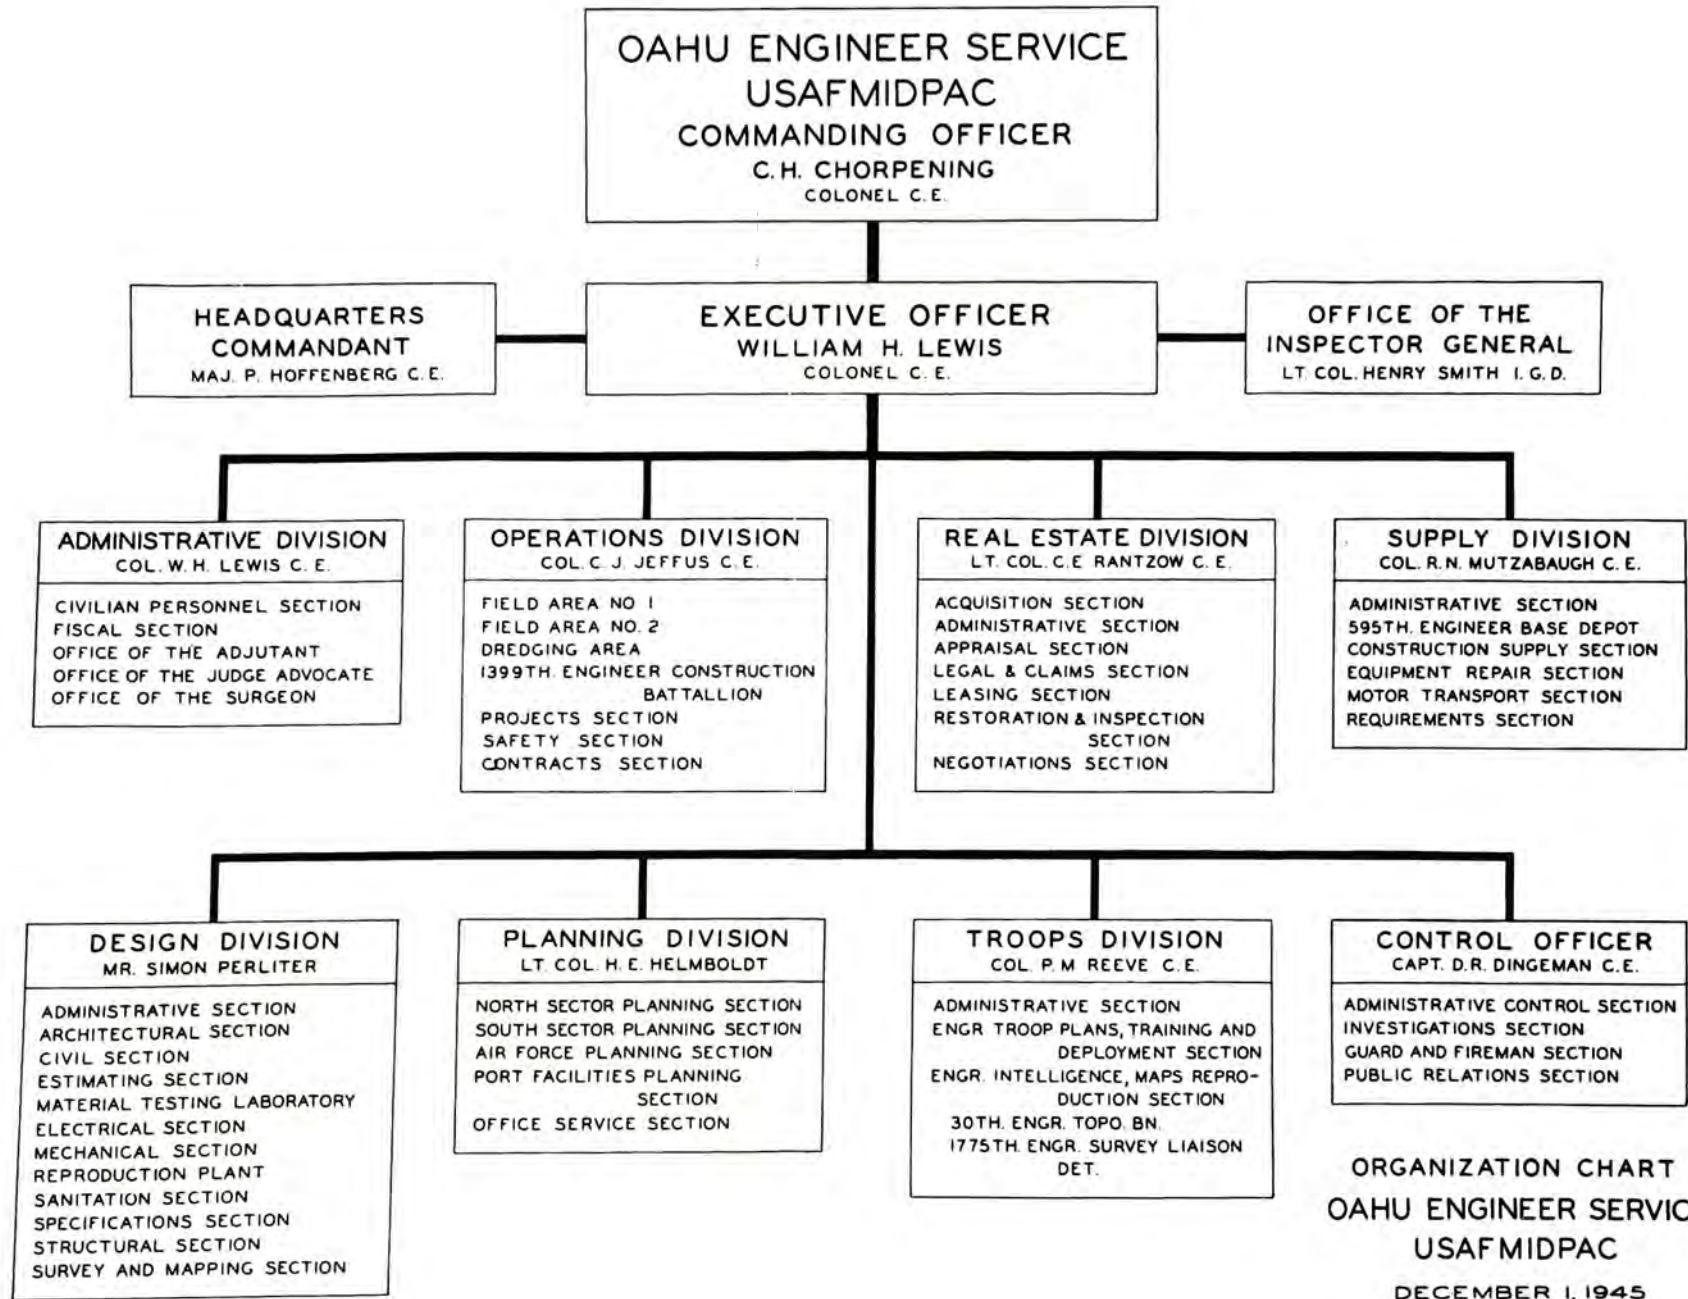 OAHU ENGINEER SERVICE
USAFMIDPAC
COMMANDING OFFICER
C. H. CHORPENING
COLONEL C. E.
HEADQUARTERS
COMMANDANT
MAJ. P. HOFFENBERG C. E.
EXECUTIVE OFFICER
WILLIAM H. LEWIS
COLONEL C. E.
OFFICE OF THE
INSPECTOR GENERAL
LT. COL. HENRY SMITH I. G. D.
ADMINISTRATIVE DIVISION
COL. W. H. LEWIS C. E.
CIVILIAN PERSONNEL SECTION
FISCAL SECTION
OFFICE OF THE ADJUTANT
OFFICE OF THE JUDGE ADVOCATE
OFFICE OF THE SURGEON
OPERATIONS DIVISION
COL. C. J. JEFFUS C. E.
FIELD AREA NO 1
FIELD AREA NO. 2
DREDGING AREA
1399TH. ENGINEER CONSTRUCTION
BATTALLION
PROJECTS SECTION
SAFETY SECTION
CONTRACTS SECTION
REAL ESTATE DIVISION
LT. COL. C. E RANTZOW C. E.
ACQUISITION SECTION
ADMINISTRATIVE SECTION
APPRAISAL SECTION
LEGAL & CLAIMS SECTION
LEASING SECTION
RESTORATION & INSPECTION
SECTION
NEGOTIATIONS SECTION
SUPPLY DIVISION
COL. R. N. MUTZABAUGH C. E.
ADMINISTRATIVE SECTION
595TH. ENGINEER BASE DEPOT
CONSTRUCTION SUPPLY SECTION
EQUIPMENT REPAIR SECTION
MOTOR TRANSPORT SECTION
REQUIREMENTS SECTION
DESIGN DIVISION
MR. SIMON PERLITER
ADMINISTRATIVE SECTION
ARCHITECTURAL SECTION
CIVIL SECTION
ESTIMATING SECTION
MATERIAL TESTING LABORATORY
ELECTRICAL SECTION
MECHANICAL SECTION
REPRODUCTION PLANT
SANITATION SECTION
SPECIFICATIONS SECTION
STRUCTURAL SECTION
SURVEY AND MAPPING SECTION
PLANNING DIVISION
LT. COL. H. E. HELMBOLDT
NORTH SECTOR PLANNING SECTION
SOUTH SECTOR PLANNING SECTION
AIR FORCE PLANNING SECTION
PORT FACILITIES PLANNING
SECTION
OFFICE SERVICE SECTION
TROOPS DIVISION
COL. P. M REEVE C. E.
ADMINISTRATIVE SECTION
ENGR TROOP PLANS, TRAINING AND
DEPLOYMENT SECTION
ENGR. INTELLIGENCE, MAPS REPRO-
DUCTION SECTION
30TH. ENGR. TOPO. BN.
1775TH. ENGR. SURVEY LIAISON
DET.
CONTROL OFFICER
CAPT. D. R. DINGEMAN C. E.
ADMINISTRATIVE CONTROL SECTION
INVESTIGATIONS SECTION
GUARD AND FIREMAN SECTION
PUBLIC RELATIONS SECTION
ORGANIZATION CHART
OAHU ENGINEER SERVIC
USAFMIDPAC
DECEMBER 1, 1945